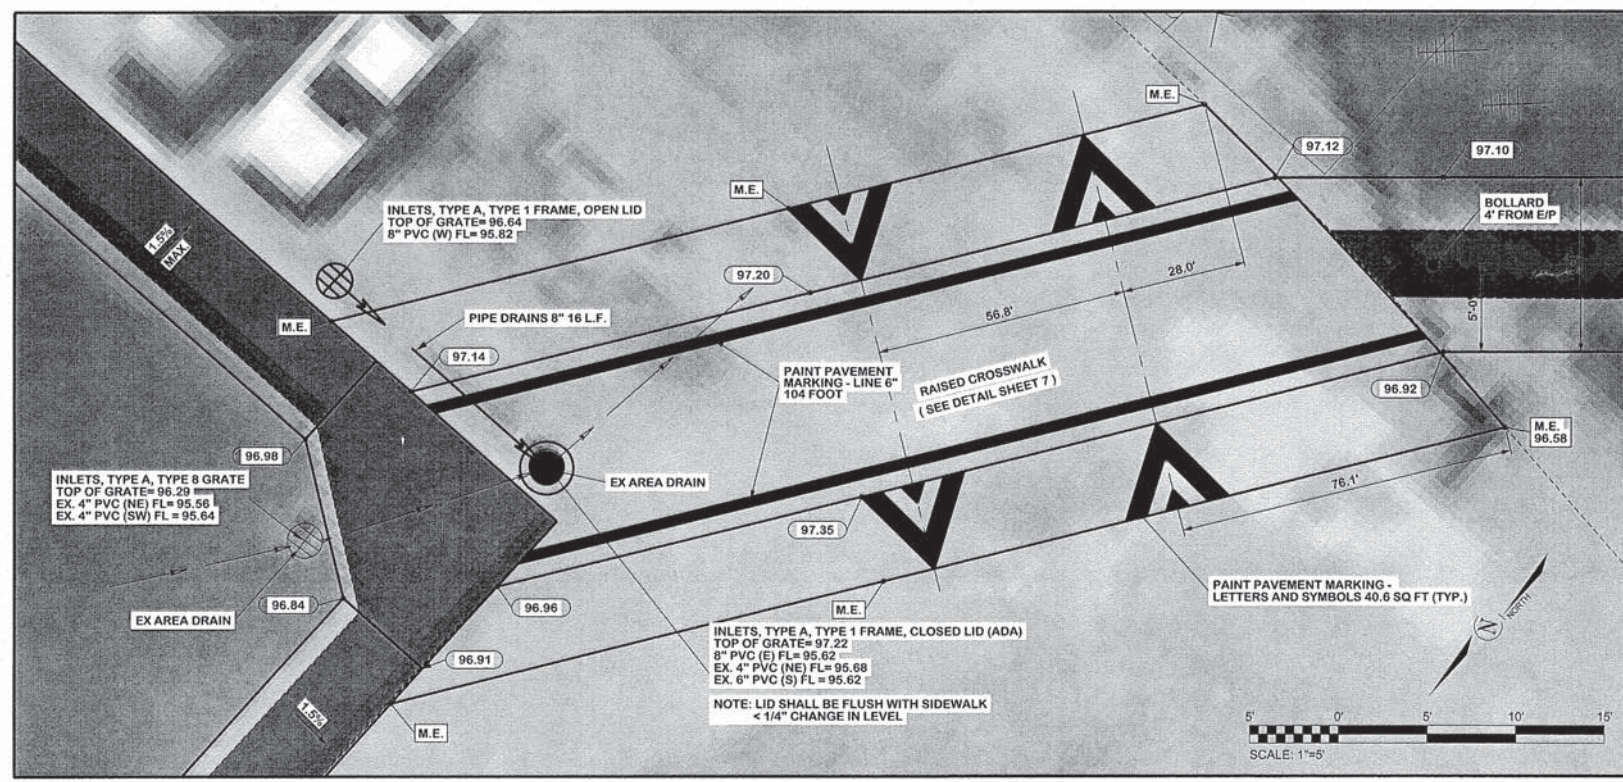 M.E.
97.12
97.10
M.E.
BOLLARD
4' FROM E/P
INLETS, TYPE A, TYPE 1 FRAME, OPEN LID
TOP OF GRATE= 96.64
8" PVC (W) FL= 95.82
1.5%
MAX.
97.20
28.0'
M.E.
PIPE DRAINS 8" 16 L.F.
56.8'
5'-0"
97.14
PAINT PAVEMENT
MARKING - LINE 6"
104 FOOT
RAISED CROSSWALK
( SEE DETAIL SHEET 7 )
96.92
M.E.
96.58
96.98
INLETS, TYPE A, TYPE 8 GRATE
TOP OF GRATE= 96.29
EX. 4" PVC (NE) FL= 95.56
EX. 4" PVC (SW) FL = 95.64
EX AREA DRAIN
76.1'
97.35
PAINT PAVEMENT MARKING -
LETTERS AND SYMBOLS 40.6 SQ FT (TYP.)
96.84
EX AREA DRAIN
96.96
M.E.
INLETS, TYPE A, TYPE 1 FRAME, CLOSED LID (ADA)
TOP OF GRATE= 97.22
8" PVC (E) FL= 95.62
EX. 4" PVC (NE) FL= 95.68
EX. 6" PVC (S) FL = 95.62
NOTE: LID SHALL BE FLUSH WITH SIDEWALK
< 1/4" CHANGE IN LEVEL
96.91
1.5%
M.E.
N
NORTH
5' 0' 5' 10' 15'
SCALE: 1"=5'